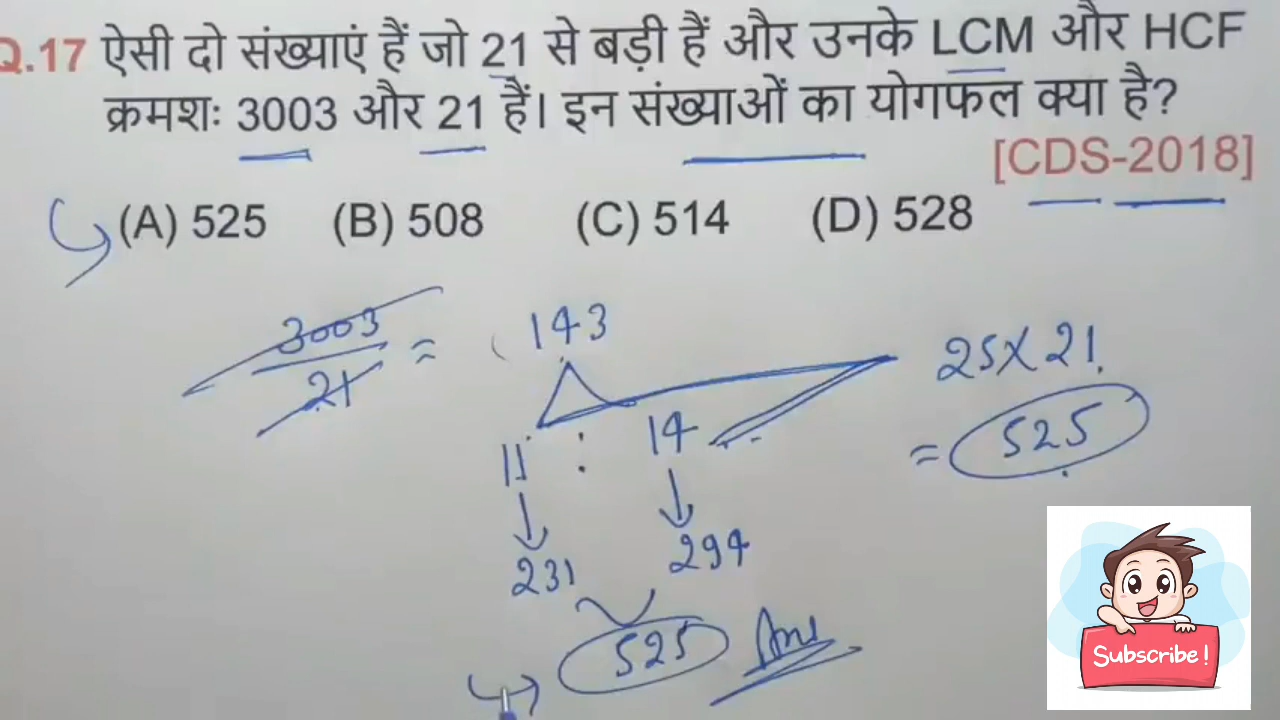 Q.17 ऐसी दो संख्याएं हैं जो 21 से बड़ी हैं और उनके LCM और HCF
क्रमशः 3003 और 21 हैं। इन संख्याओं का योगफल क्या है?
[CDS-2018]
(A) 525 (B) 508 (C) 514 (D) 528
3003
21
= 143
11 : 14
231 294
525 Ans
25 X 21
= 525
Subscribe!